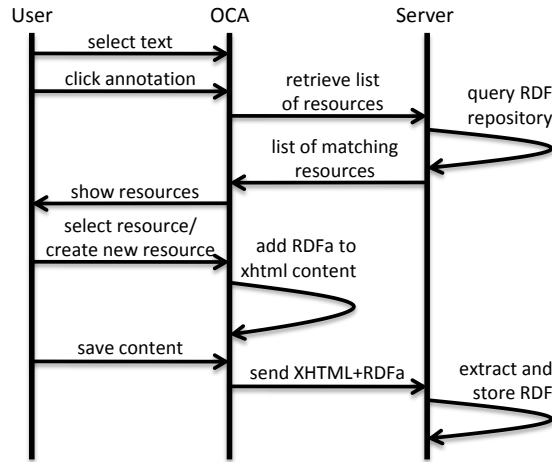 User
OCA
Server
select text
click annotation
retrieve list
of resources
query RDF
repository
list of matching
resources
show resources
select resource/
create new resource
add RDFa to
xhtml content
save content
send XHTML+RDFa
extract and
store RDF